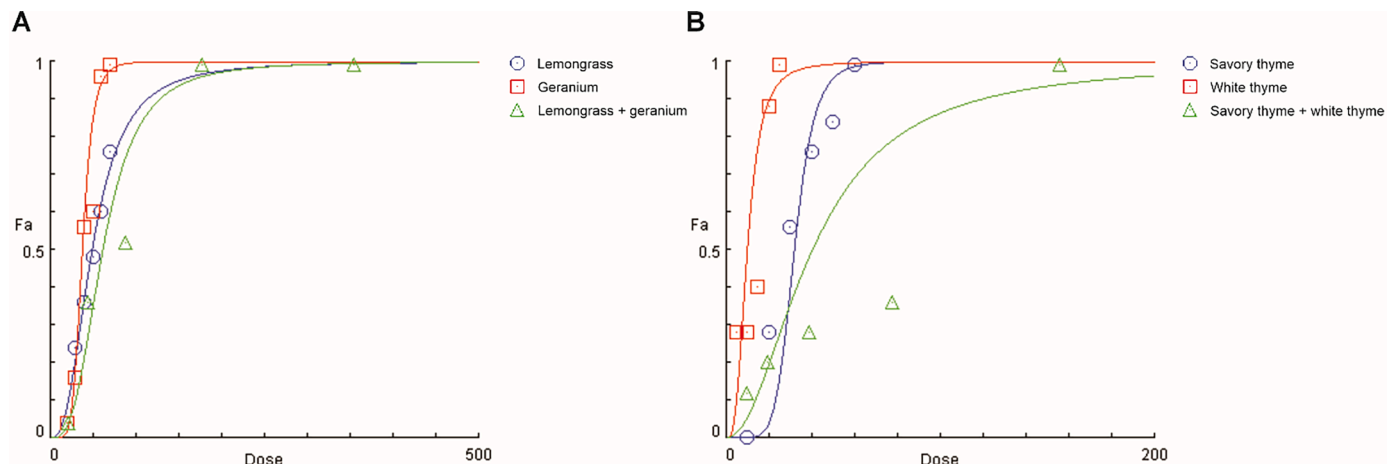 A
1
Fa
0.5
0
0
Dose
500
Lemongrass
Geranium
Lemongrass + geranium
B
1
Fa
0.5
0
0
Dose
200
Savory thyme
White thyme
Savory thyme + white thyme